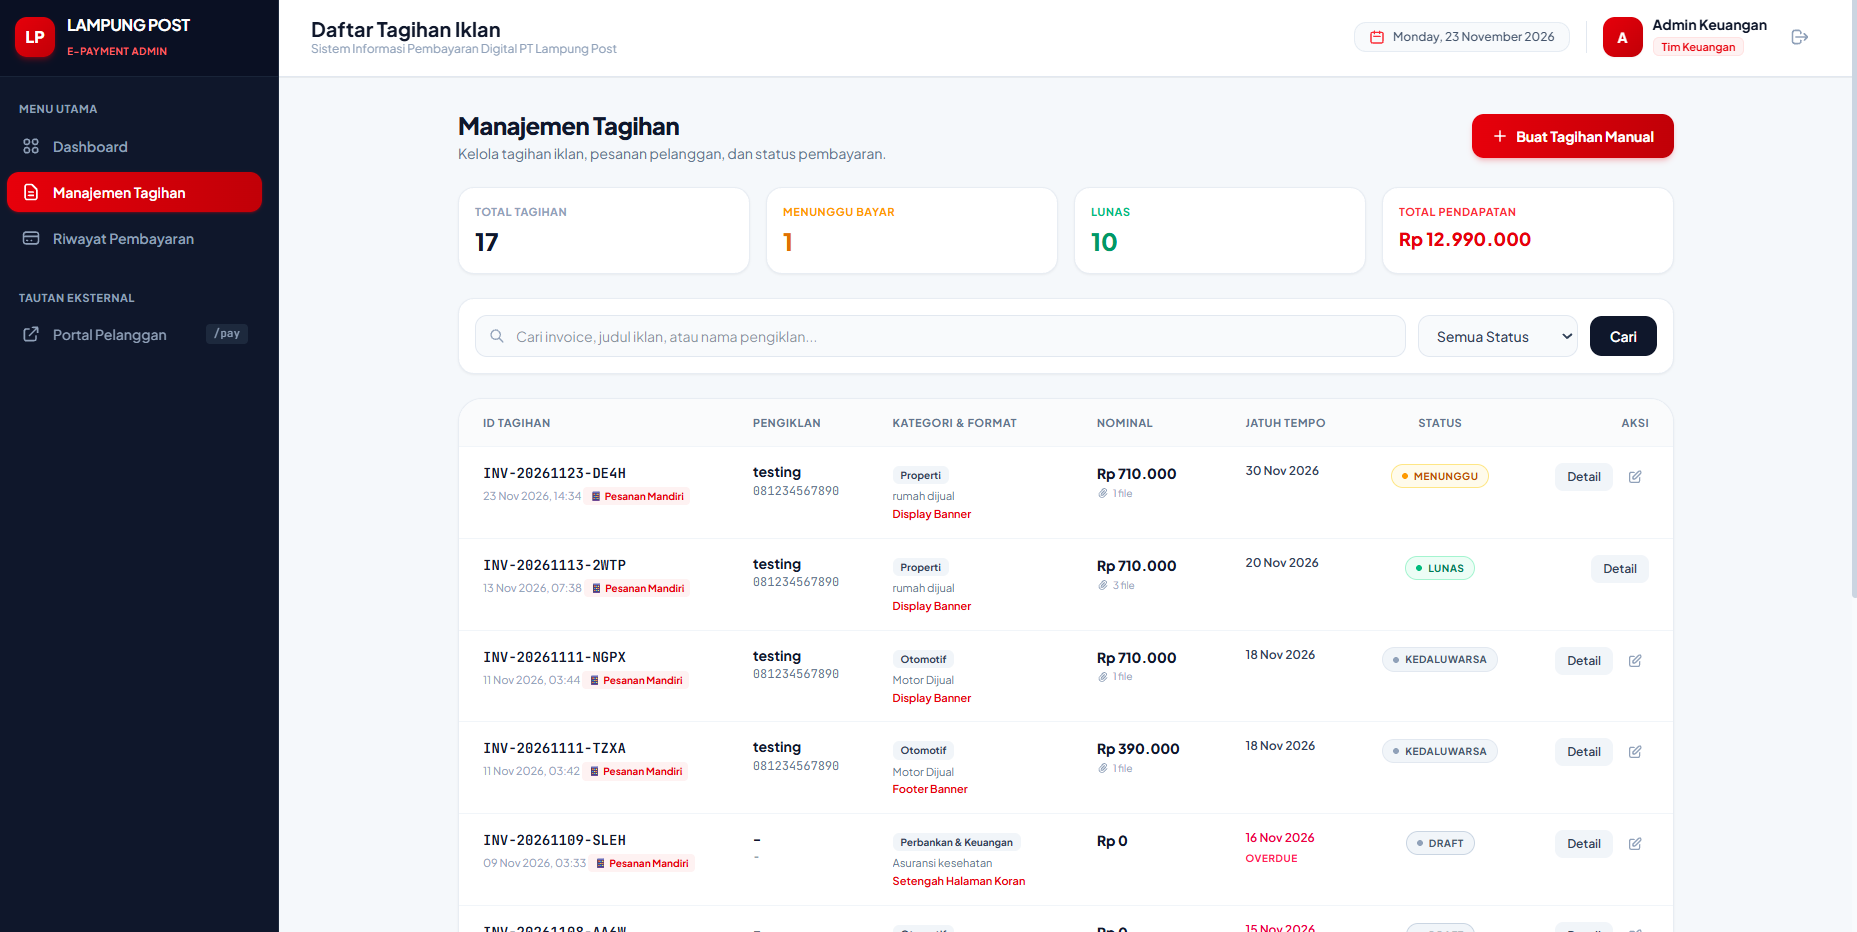 LP
LAMPUNG POST
E-PAYMENT ADMIN
MENU UTAMA
Dashboard
Manajemen Tagihan
Riwayat Pembayaran
TAUTAN EKSTERNAL
Portal Pelanggan /pay
Daftar Tagihan Iklan
Sistem Informasi Pembayaran Digital PT Lampung Post
Monday, 23 November 2026
A
Admin Keuangan
Tim Keuangan
Manajemen Tagihan
Kelola tagihan iklan, pesanan pelanggan, dan status pembayaran.
+ Buat Tagihan Manual
TOTAL TAGIHAN
17
MENUNGGU BAYAR
1
LUNAS
10
TOTAL PENDAPATAN
Rp 12.990.000
Cari invoice, judul iklan, atau nama pengiklan...
Semua Status
Cari
ID TAGIHAN PENGIKLAN KATEGORI & FORMAT NOMINAL JATUH TEMPO STATUS AKSI
INV-20261123-DE4H testing Properti Rp 710.000 30 Nov 2026 MENUNGGU Detail
23 Nov 2026, 14:34 Pesanan Mandiri 081234567890 rumah dijual 1 file
Display Banner
INV-20261113-2WTP testing Properti Rp 710.000 20 Nov 2026 LUNAS Detail
13 Nov 2026, 07:38 Pesanan Mandiri 081234567890 rumah dijual 3 file
Display Banner
INV-20261111-NGPX testing Otomotif Rp 710.000 18 Nov 2026 KEDALUWARSA Detail
11 Nov 2026, 03:44 Pesanan Mandiri 081234567890 Motor Dijual 1 file
Display Banner
INV-20261111-TZXA testing Otomotif Rp 390.000 18 Nov 2026 KEDALUWARSA Detail
11 Nov 2026, 03:42 Pesanan Mandiri 081234567890 Motor Dijual 1 file
Footer Banner
INV-20261109-SLEH - Perbankan & Keuangan Rp 0 16 Nov 2026 DRAFT Detail
09 Nov 2026, 03:33 Pesanan Mandiri - Asuransi kesehatan OVERDUE
Setengah Halaman Koran
INV-20261108-AA6W - Otomotif Rp 0 15 Nov 2026 DRAFT Detail